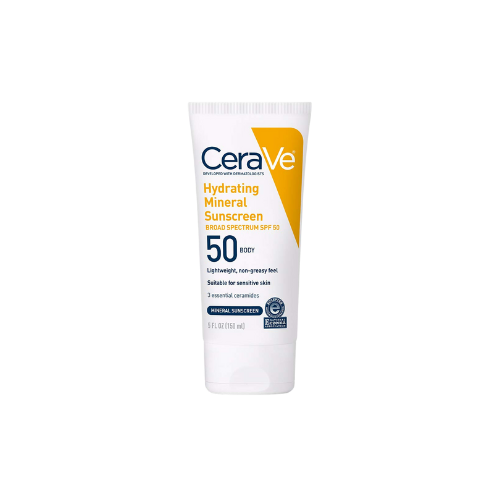 CeraVe
DEVELOPED WITH DERMATOLOGISTS
Hydrating
Mineral
Sunscreen
BROAD SPECTRUM SPF 50
50 BODY
Lightweight, non-greasy feel
Suitable for sensitive skin
3 essential ceramides
MINERAL SUNSCREEN
5 FL OZ (150 ml)